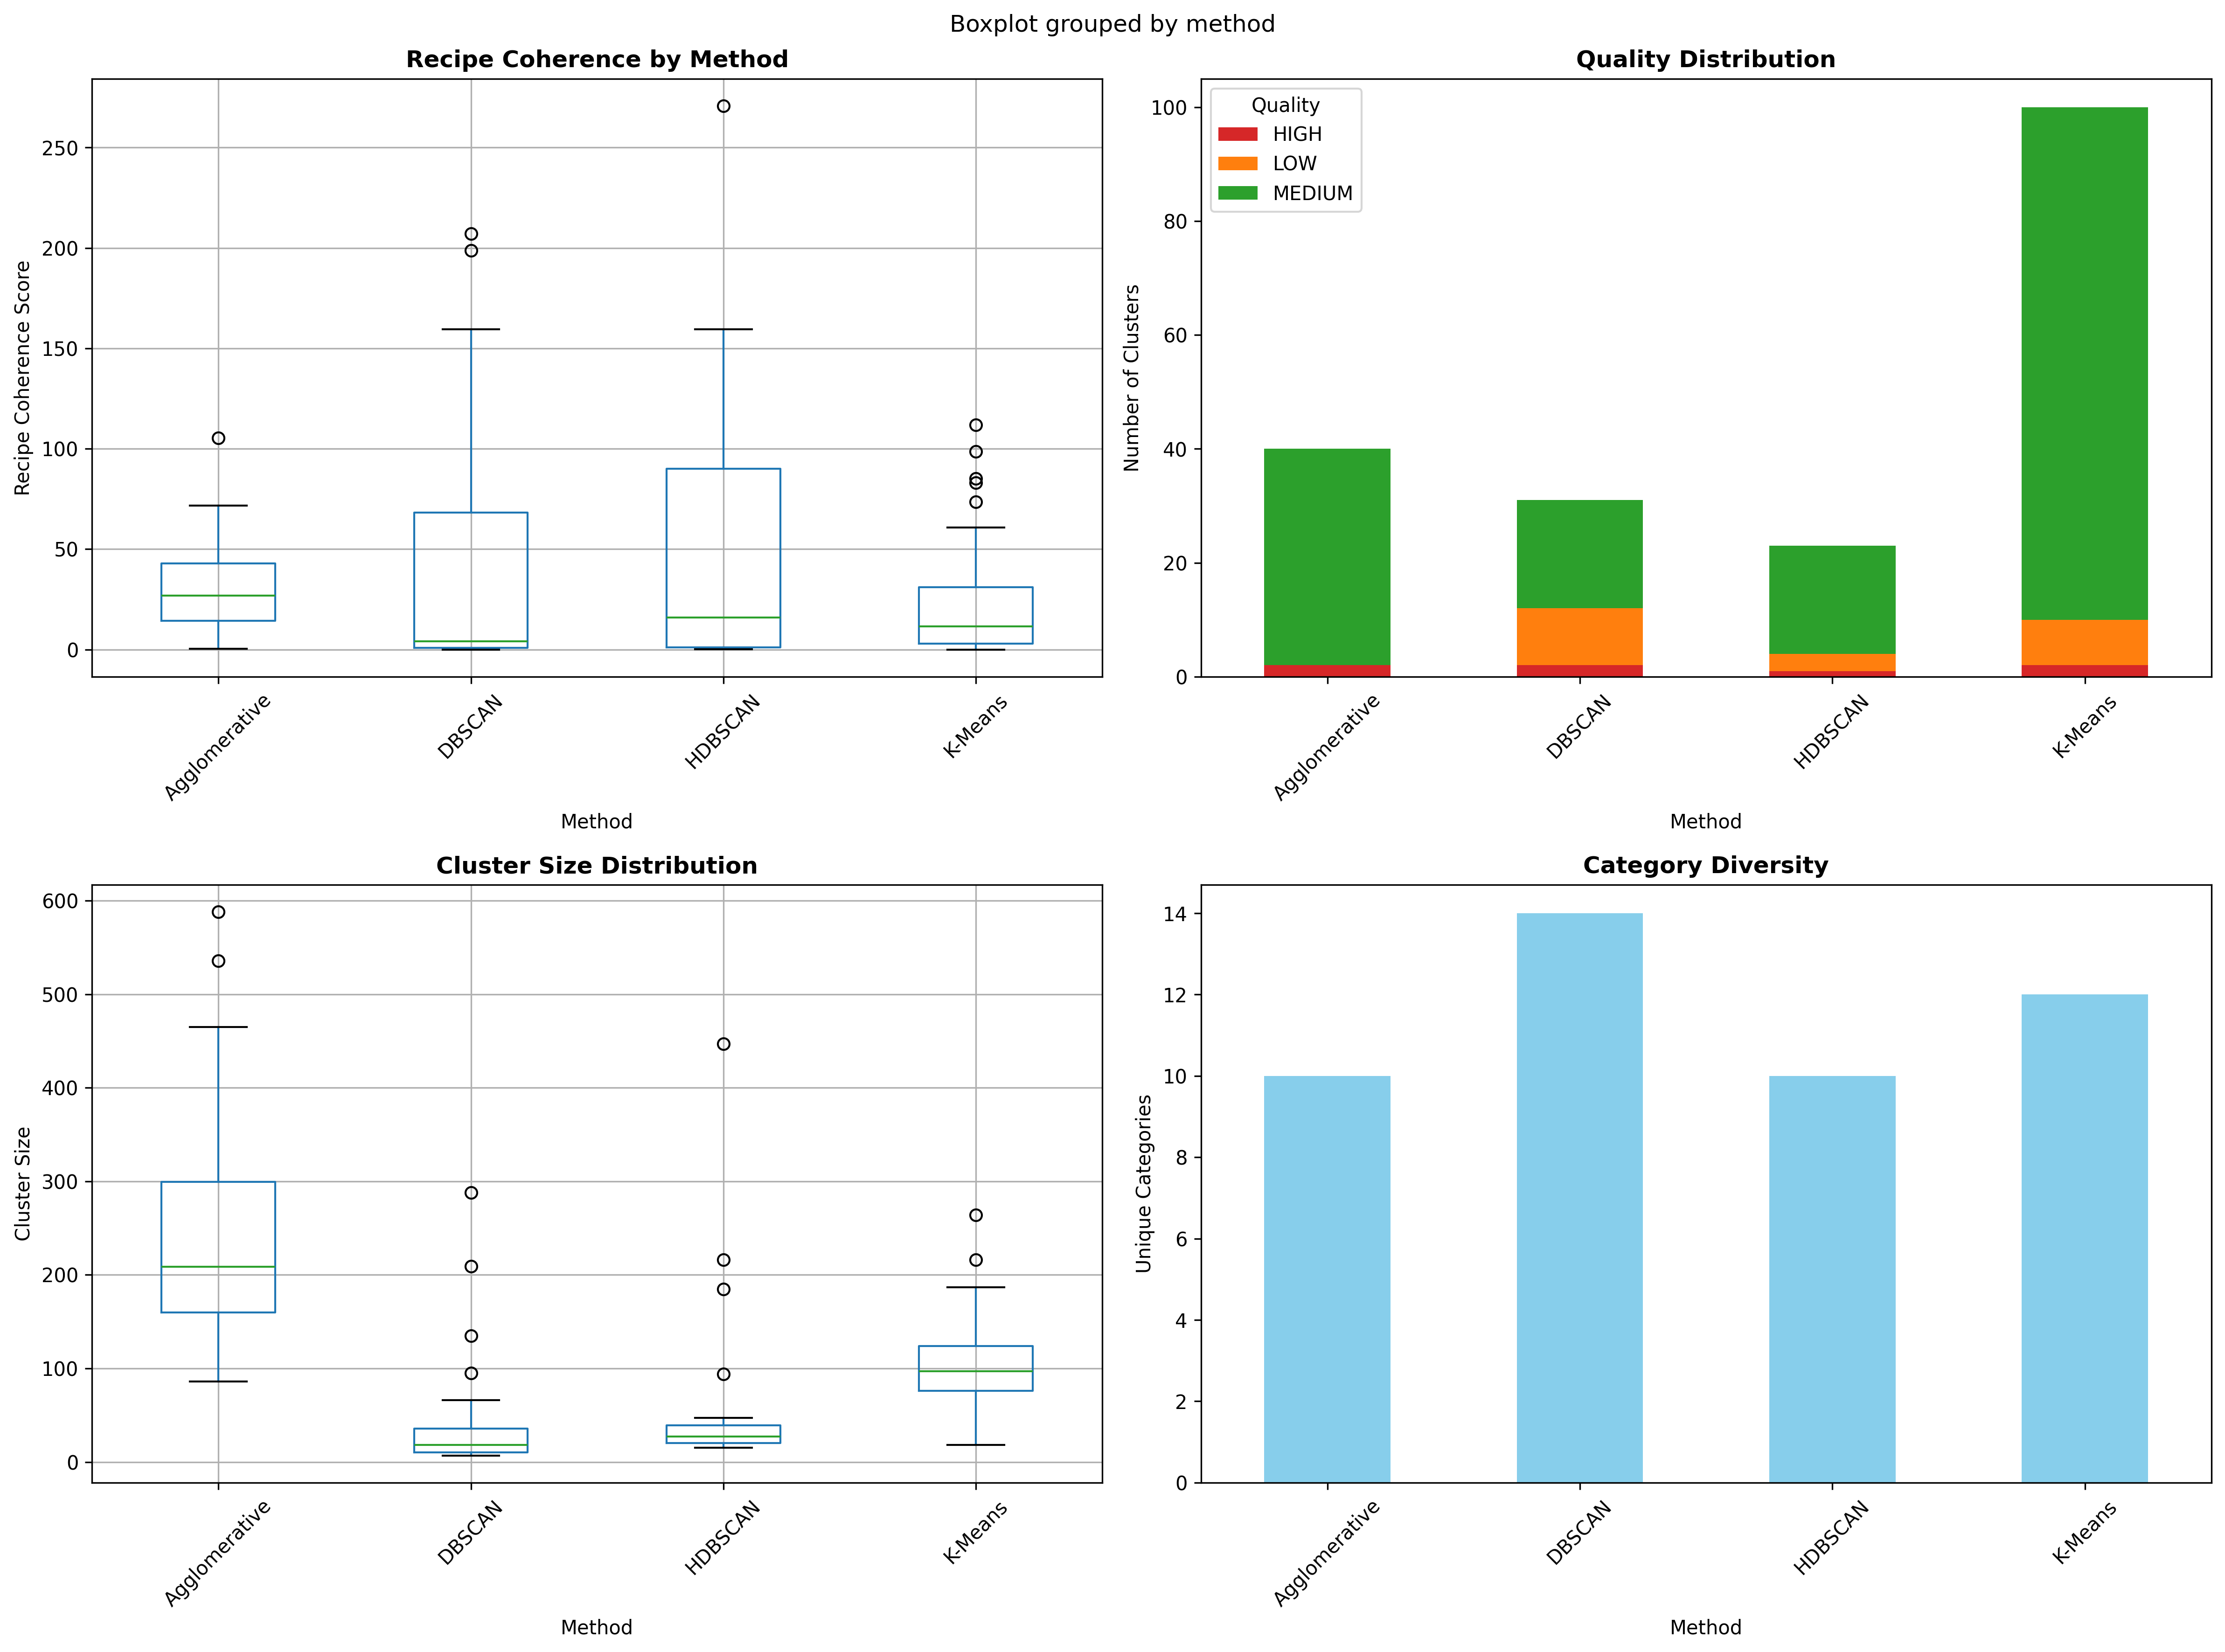 Boxplot grouped by method
Recipe Coherence by Method
Recipe Coherence Score
250
200
150
100
50
0
Agglomerative
DBSCAN
HDBSCAN
K-Means
Method
Quality Distribution
Quality
HIGH
LOW
MEDIUM
Number of Clusters
100
80
60
40
20
0
Agglomerative
DBSCAN
HDBSCAN
K-Means
Method
Cluster Size Distribution
Cluster Size
600
500
400
300
200
100
0
Agglomerative
DBSCAN
HDBSCAN
K-Means
Method
Category Diversity
Unique Categories
14
12
10
8
6
4
2
0
Agglomerative
DBSCAN
HDBSCAN
K-Means
Method